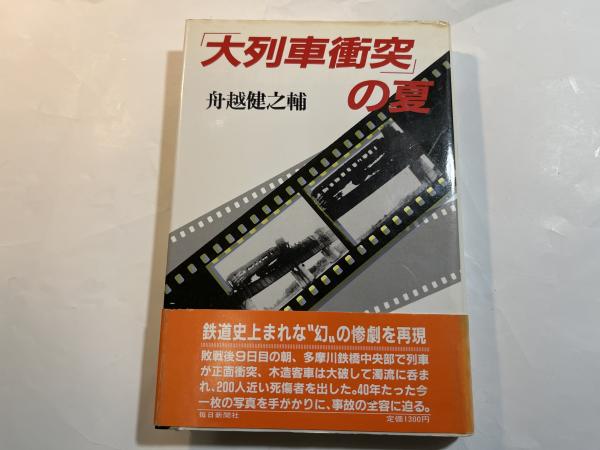 「大列車衝突」
の夏
舟越健之輔
鉄道史上まれな〝幻〟の惨劇を再現
敗戦後9日目の朝、多摩川鉄橋中央部で列車
が正面衝突、木造客車は大破して濁流に呑ま
れ、200人近い死傷者を出した。40年たった今
一枚の写真を手がかりに、事故の全容に迫る。
毎日新聞社
定価1300円